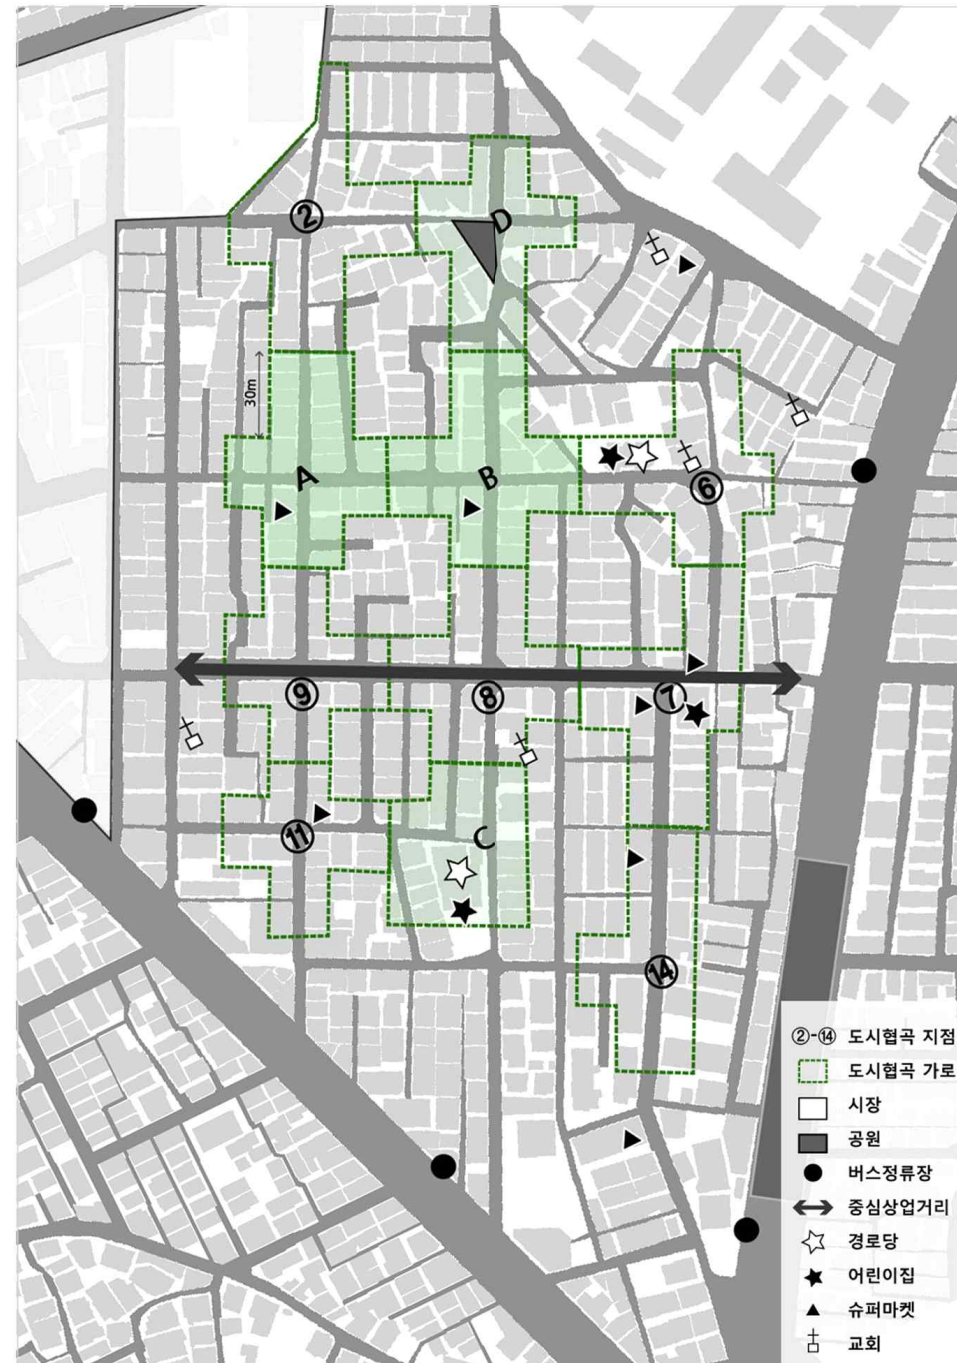 ②
D
30m
A
B
⑥
⑨
⑧
⑦
⑪
C
⑭
②-⑭ 도시협곡 지점
도시협곡 가로
시장
공원
버스정류장
중심상업거리
경로당
어린이집
슈퍼마켓
교회